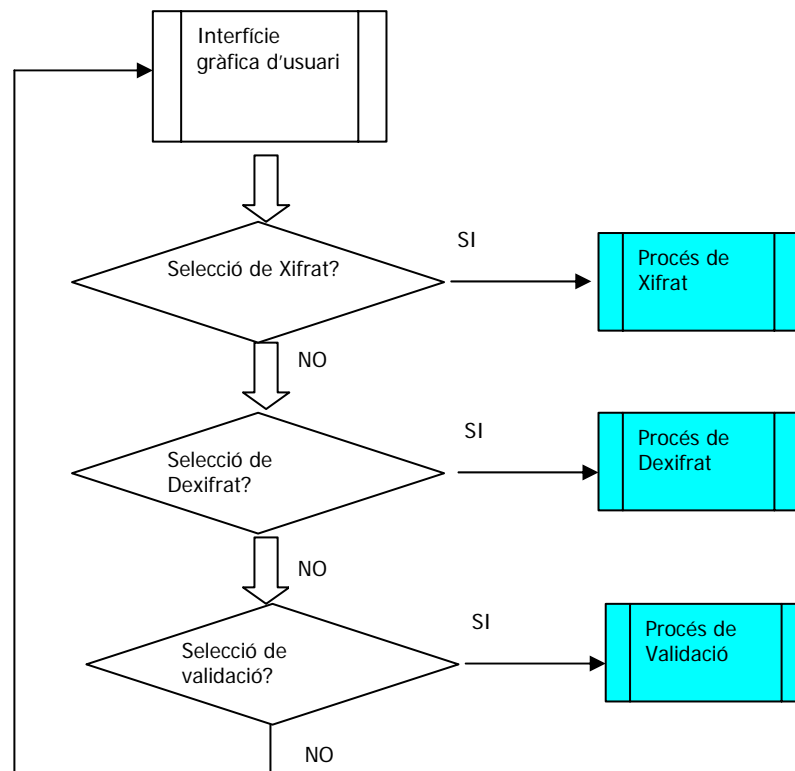 Interfície
gràfica d'usuari
Selecció de Xifrat?
SI
Procés de
Xifrat
NO
Selecció de
Dexifrat?
SI
Procés de
Dexifrat
NO
Selecció de
validació?
SI
Procés de
Validació
NO